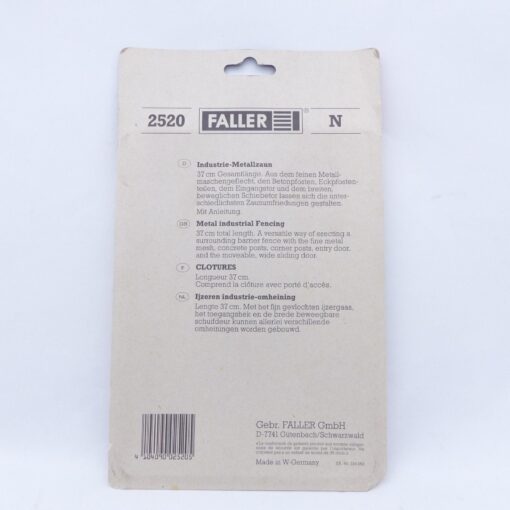 2520 FALLER ® N
D Industrie-Metallzaun
37 cm Gesamtlänge. Aus dem feinen Metall-
maschengeflecht, den Betonpfosten, Eckpfosten-
teilen, dem Eingangstor und dem breiten,
beweglichen Schiebetor lassen sich die unter-
schiedlichsten Zaunumfriedungen gestalten.
Mit Anleitung.
GB Metal industrial Fencing
37 cm total length. A versatile way of erecting a
surrounding barrier fence with the fine metal
mesh, concrete posts, corner posts, entry door,
and the moveable, wide sliding door.
F CLOTURES
Longueur 37 cm.
Comprend la clôture avec porte d'accès.
NL Ijzeren industrie-omheining
Lengte 37 cm. Met het fijn gevlochten ijzergaas,
het toegangshek en de brede beweegbare
schuifdeur kunnen allerlei verschillende
omheiningen worden gebouwd.
Gebr. FALLER GmbH
D-7741 Gütenbach/Schwarzwald
Made in W-Germany
4 104090 025205